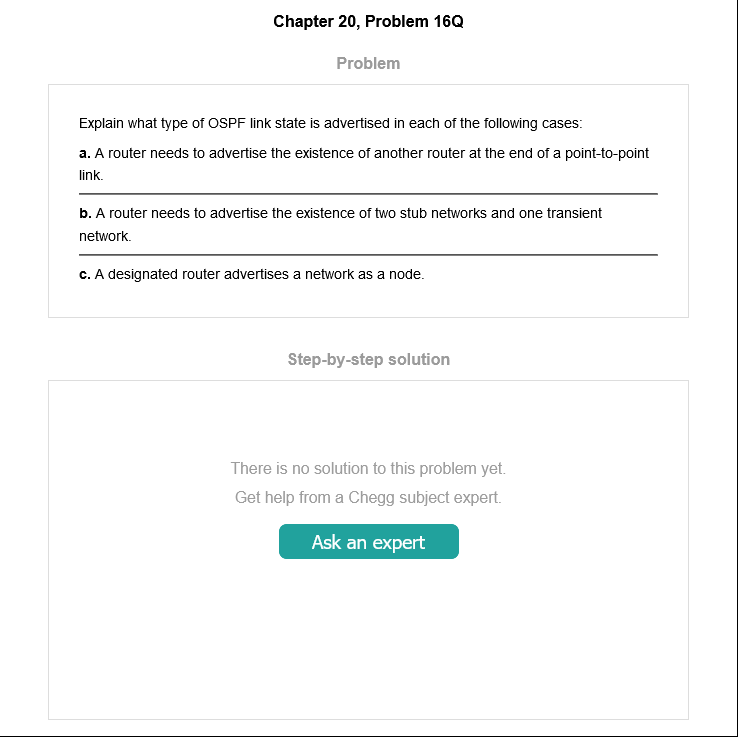 Chapter 20, Problem 16Q
Problem
Explain what type of OSPF link state is advertised in each of the following cases:
a. A router needs to advertise the existence of another router at the end of a point-to-point
link.
b. A router needs to advertise the existence of two stub networks and one transient
network.
c. A designated router advertises a network as a node.
Step-by-step solution
There is no solution to this problem yet.
Get help from a Chegg subject expert.
Ask an expert